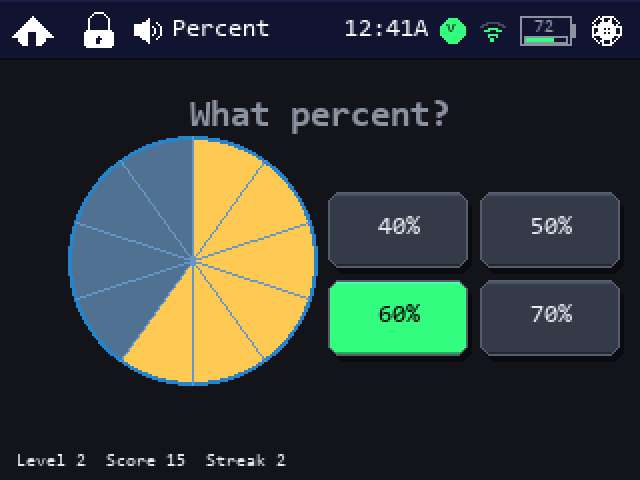 Percent 12:41A 72
What percent?
40% 50%
60% 70%
Level 2 Score 15 Streak 2